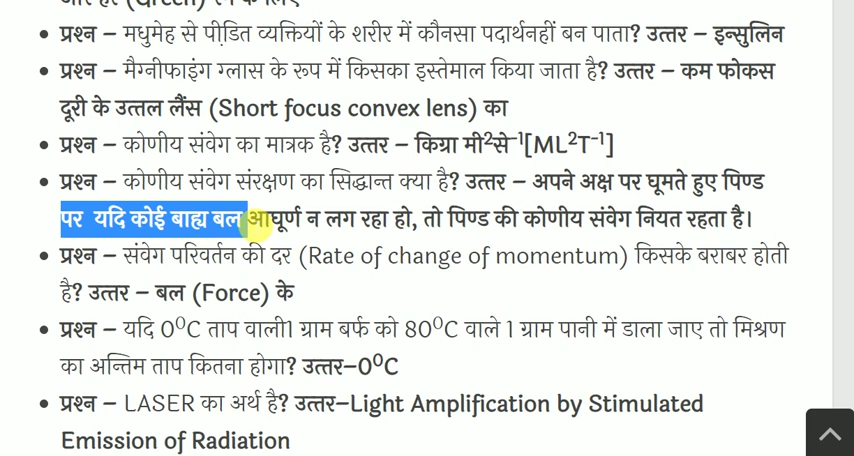 • प्रश्न – मधुमेह से पीडि़त व्यक्तियों के शरीर में कौनसा पदार्थनहीं बन पाता? उत्तर – इन्सुलिन
• प्रश्न – मैग्नीफाइंग ग्लास के रूप में किसका इस्तेमाल किया जाता है? उत्तर – कम फोकस
दूरी के उत्तल लैंस (Short focus convex lens) का
• प्रश्न – कोणीय संवेग का मात्रक है? उत्तर – किग्रा मी²से⁻¹[ML²T⁻¹]
• प्रश्न – कोणीय संवेग संरक्षण का सिद्धान्त क्या है? उत्तर – अपने अक्ष पर घूमते हुए पिण्ड
पर यदि कोई बाह्य बल आघूर्ण न लग रहा हो, तो पिण्ड की कोणीय संवेग नियत रहता है।
• प्रश्न – संवेग परिवर्तन की दर (Rate of change of momentum) किसके बराबर होती
है? उत्तर – बल (Force) के
• प्रश्न – यदि 0⁰C ताप वाली1 ग्राम बर्फ को 80⁰C वाले 1 ग्राम पानी में डाला जाए तो मिश्रण
का अन्तिम ताप कितना होगा? उत्तर–0⁰C
• प्रश्न – LASER का अर्थ है? उत्तर–Light Amplification by Stimulated
Emission of Radiation